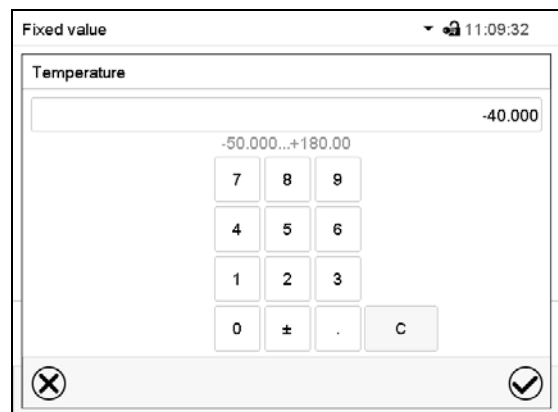 Fixed value 11:09:32
Temperature
-40.000
-50.000...+180.00
7 8 9
4 5 6
1 2 3
0 ± . C